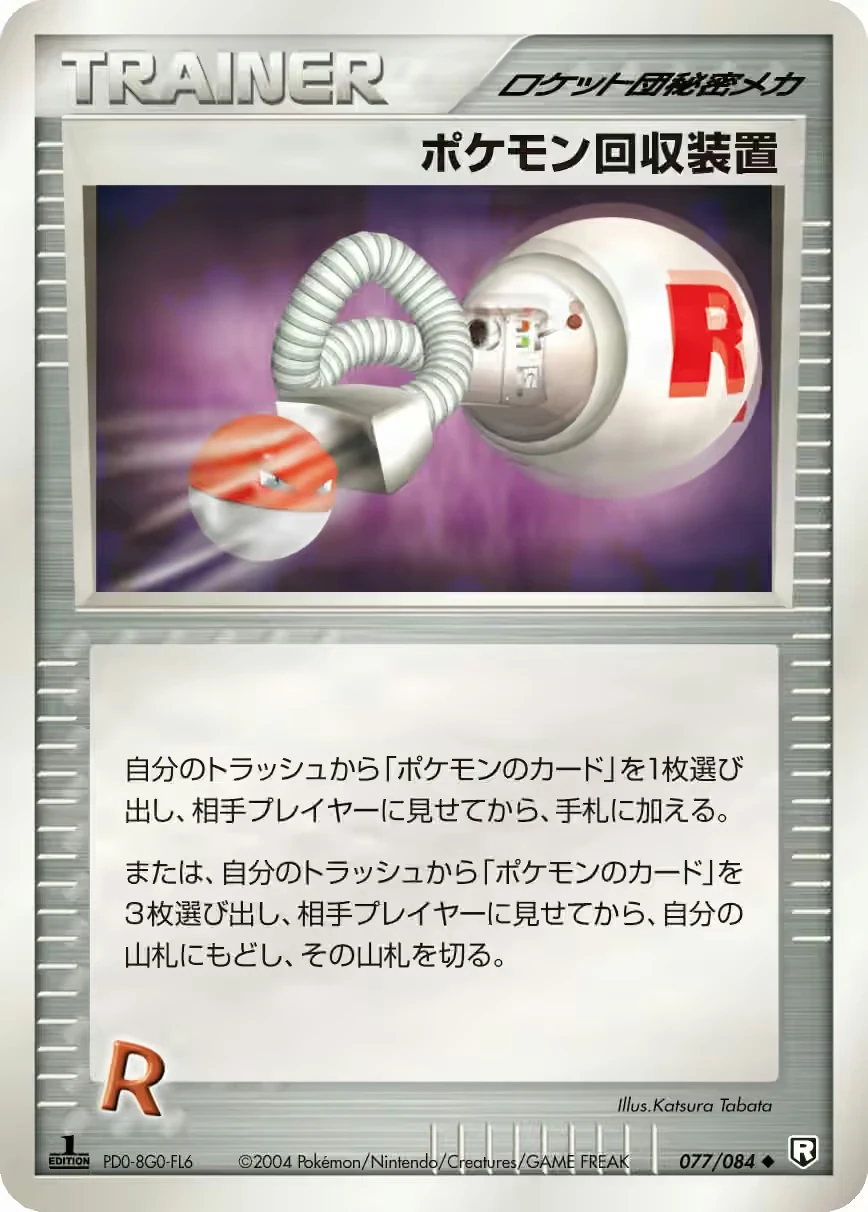 TRAINER
ロケット団秘密メカ
ポケモン回収装置
R
自分のトラッシュから「ポケモンのカード」を1枚選び
出し、相手プレイヤーに見せてから、手札に加える。
または、自分のトラッシュから「ポケモンのカード」を
3枚選び出し、相手プレイヤーに見せてから、自分の
山札にもどし、その山札を切る。
R
Illus.Katsura Tabata
1
EDITION
PD0-8G0-FL6
©2004 Pokémon/Nintendo/Creatures/GAME FREAK
077/084 ◆
R